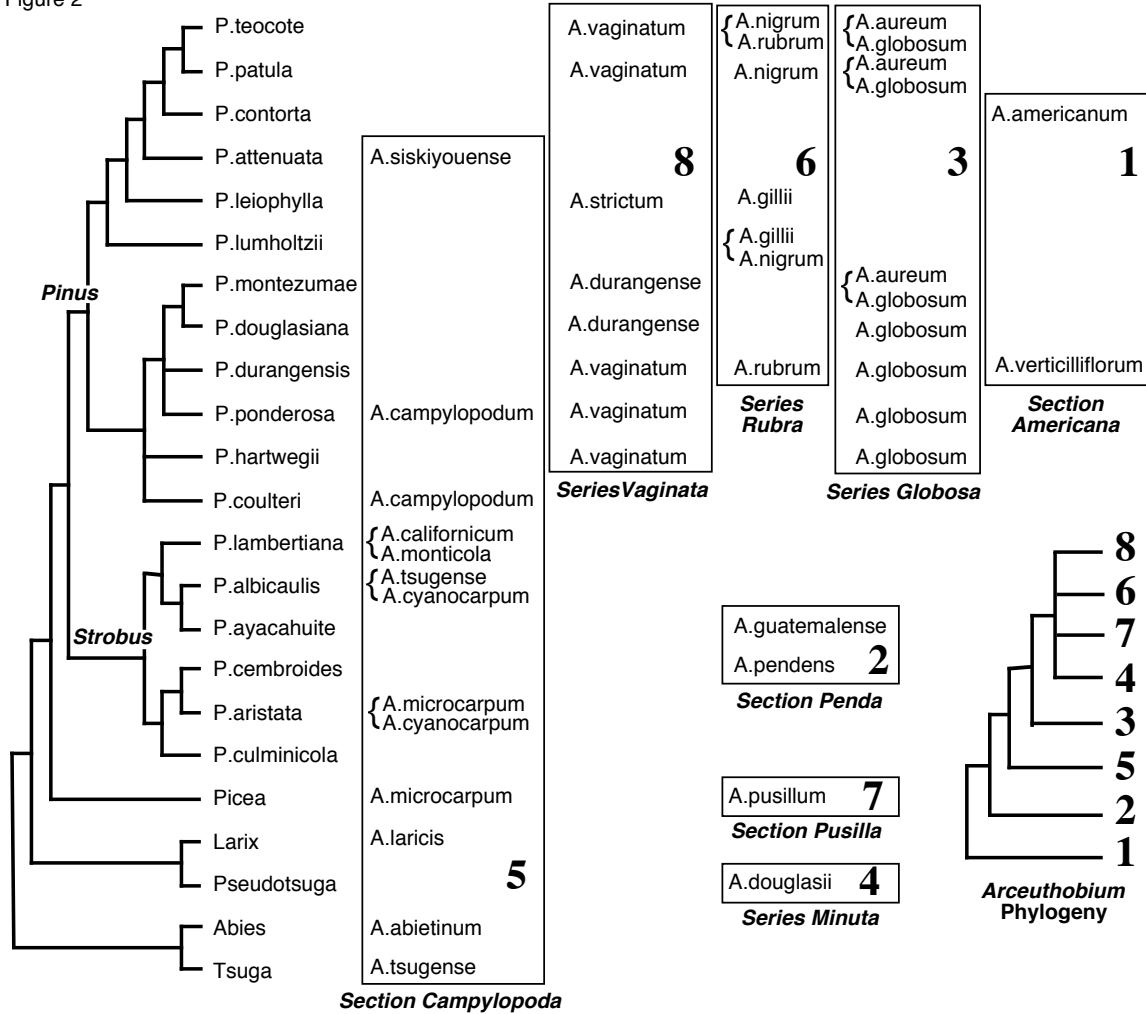 Figure 2
P.teocote
P.patula
P.contorta
P.attenuata
P.leiophylla
P.lumholtzii
Pinus
P.montezumae
P.douglasiana
P.durangensis
P.ponderosa
P.hartwegii
P.coulteri
P.lambertiana
P.albicaulis
Strobus
P.ayacahuite
P.cembroides
P.aristata
P.culminicola
Picea
Larix
Pseudotsuga
Abies
Tsuga
A.siskiyouense
A.campylopodum
A.campylopodum
{ A.californicum
A.monticola
{ A.tsugense
A.cyanocarpum
{ A.microcarpum
A.cyanocarpum
A.microcarpum
A.laricis
5
A.abietinum
A.tsugense
Section Campylopoda
A.vaginatum
A.vaginatum
8
A.strictum
A.durangense
A.durangense
A.vaginatum
A.vaginatum
A.vaginatum
SeriesVaginata
{ A.nigrum
A.rubrum
A.nigrum
6
A.gillii
{ A.gillii
A.nigrum
A.rubrum
Series
Rubra
{ A.aureum
A.globosum
{ A.aureum
A.globosum
3
{ A.aureum
A.globosum
A.globosum
A.globosum
A.globosum
A.globosum
Series Globosa
A.americanum
1
A.verticilliflorum
Section
Americana
A.guatemalense
A.pendens 2
Section Penda
A.pusillum 7
Section Pusilla
A.douglasii 4
Series Minuta
8
6
7
4
3
5
2
1
Arceuthobium
Phylogeny